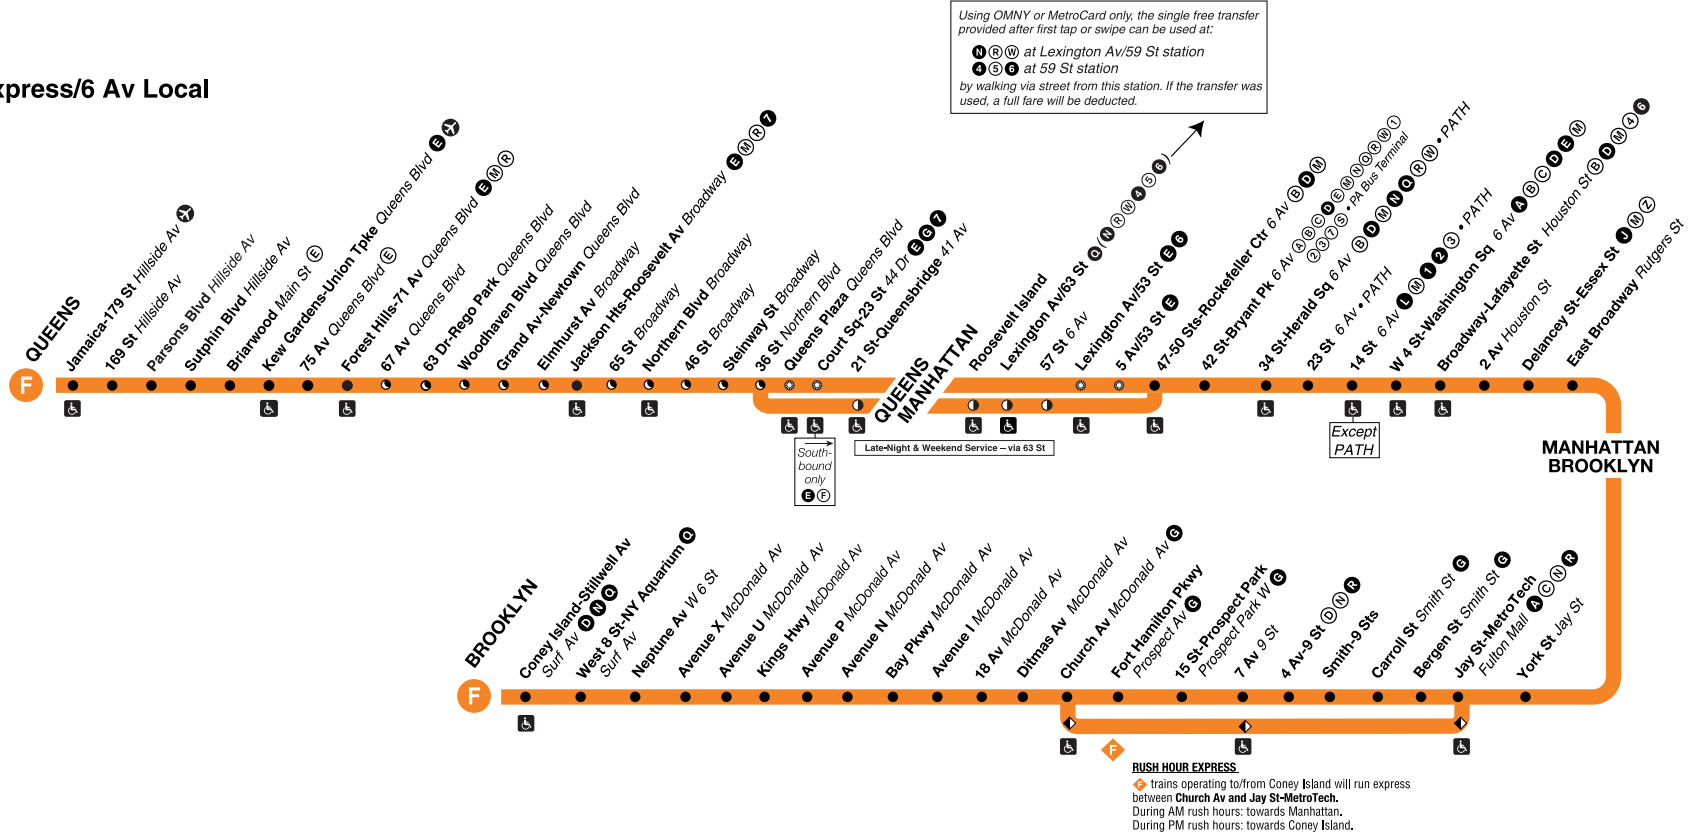 Using OMNY or MetroCard only, the single free transfer
provided after first tap or swipe can be used at:
N R W at Lexington Av/59 St station
4 5 6 at 59 St station
by walking via street from this station. If the transfer was
used, a full fare will be deducted.
xpress/6 Av Local
QUEENS
F
Jamaica-179 St Hillside Av
169 St Hillside Av
Parsons Blvd Hillside Av
Sutphin Blvd Hillside Av
Briarwood Main St E
Kew Gardens-Union Tpke Queens Blvd E
75 Av Queens Blvd E
Forest Hills-71 Av Queens Blvd E M R
67 Av Queens Blvd
63 Dr-Rego Park Queens Blvd
Woodhaven Blvd Queens Blvd
Grand Av-Newtown Queens Blvd
Elmhurst Av Broadway
Jackson Hts-Roosevelt Av Broadway E M R 7
65 St Broadway
Northern Blvd Broadway
46 St Broadway
Steinway St Broadway
36 St Northern Blvd
Queens Plaza Queens Blvd
Court Sq-23 St 44 Dr E G 7
21 St-Queensbridge 41 Av
QUEENS
MANHATTAN
Roosevelt Island
Lexington Av/63 St Q (N R W 4 5 6)
57 St 6 Av
Lexington Av/53 St E 6
5 Av/53 St E
47-50 Sts-Rockefeller Ctr 6 Av B D M
42 St-Bryant Pk 6 Av A B C D E M N Q R W 1
2 3 7 S • PA Bus Terminal
34 St-Herald Sq 6 Av B D M N Q R W • PATH
23 St 6 Av • PATH
14 St 6 Av L M 1 2 3 • PATH
W 4 St-Washington Sq 6 Av A B C D E M
Broadway-Lafayette St Houston St B D M 4 6
2 Av Houston St
Delancey St-Essex St J M Z
East Broadway Rutgers St
South-
bound
only
E F
Late-Night & Weekend Service – via 63 St
Except
PATH
MANHATTAN
BROOKLYN
BROOKLYN
F
Coney Island-Stillwell Av
Surf Av D N Q
West 8 St-NY Aquarium Q
Surf Av
Neptune Av W 6 St
Avenue X McDonald Av
Avenue U McDonald Av
Kings Hwy McDonald Av
Avenue P McDonald Av
Avenue N McDonald Av
Bay Pkwy McDonald Av
Avenue I McDonald Av
18 Av McDonald Av
Ditmas Av McDonald Av
Church Av McDonald Av G
Fort Hamilton Pkwy
Prospect Av G
15 St-Prospect Park
Prospect Park W G
7 Av 9 St
4 Av-9 St D N R
Smith-9 Sts
Carroll St Smith St G
Bergen St Smith St G
Jay St-MetroTech
Fulton Mall A C N R
York St Jay St
F
RUSH HOUR EXPRESS
F trains operating to/from Coney Island will run express
between Church Av and Jay St-MetroTech.
During AM rush hours: towards Manhattan.
During PM rush hours: towards Coney Island.